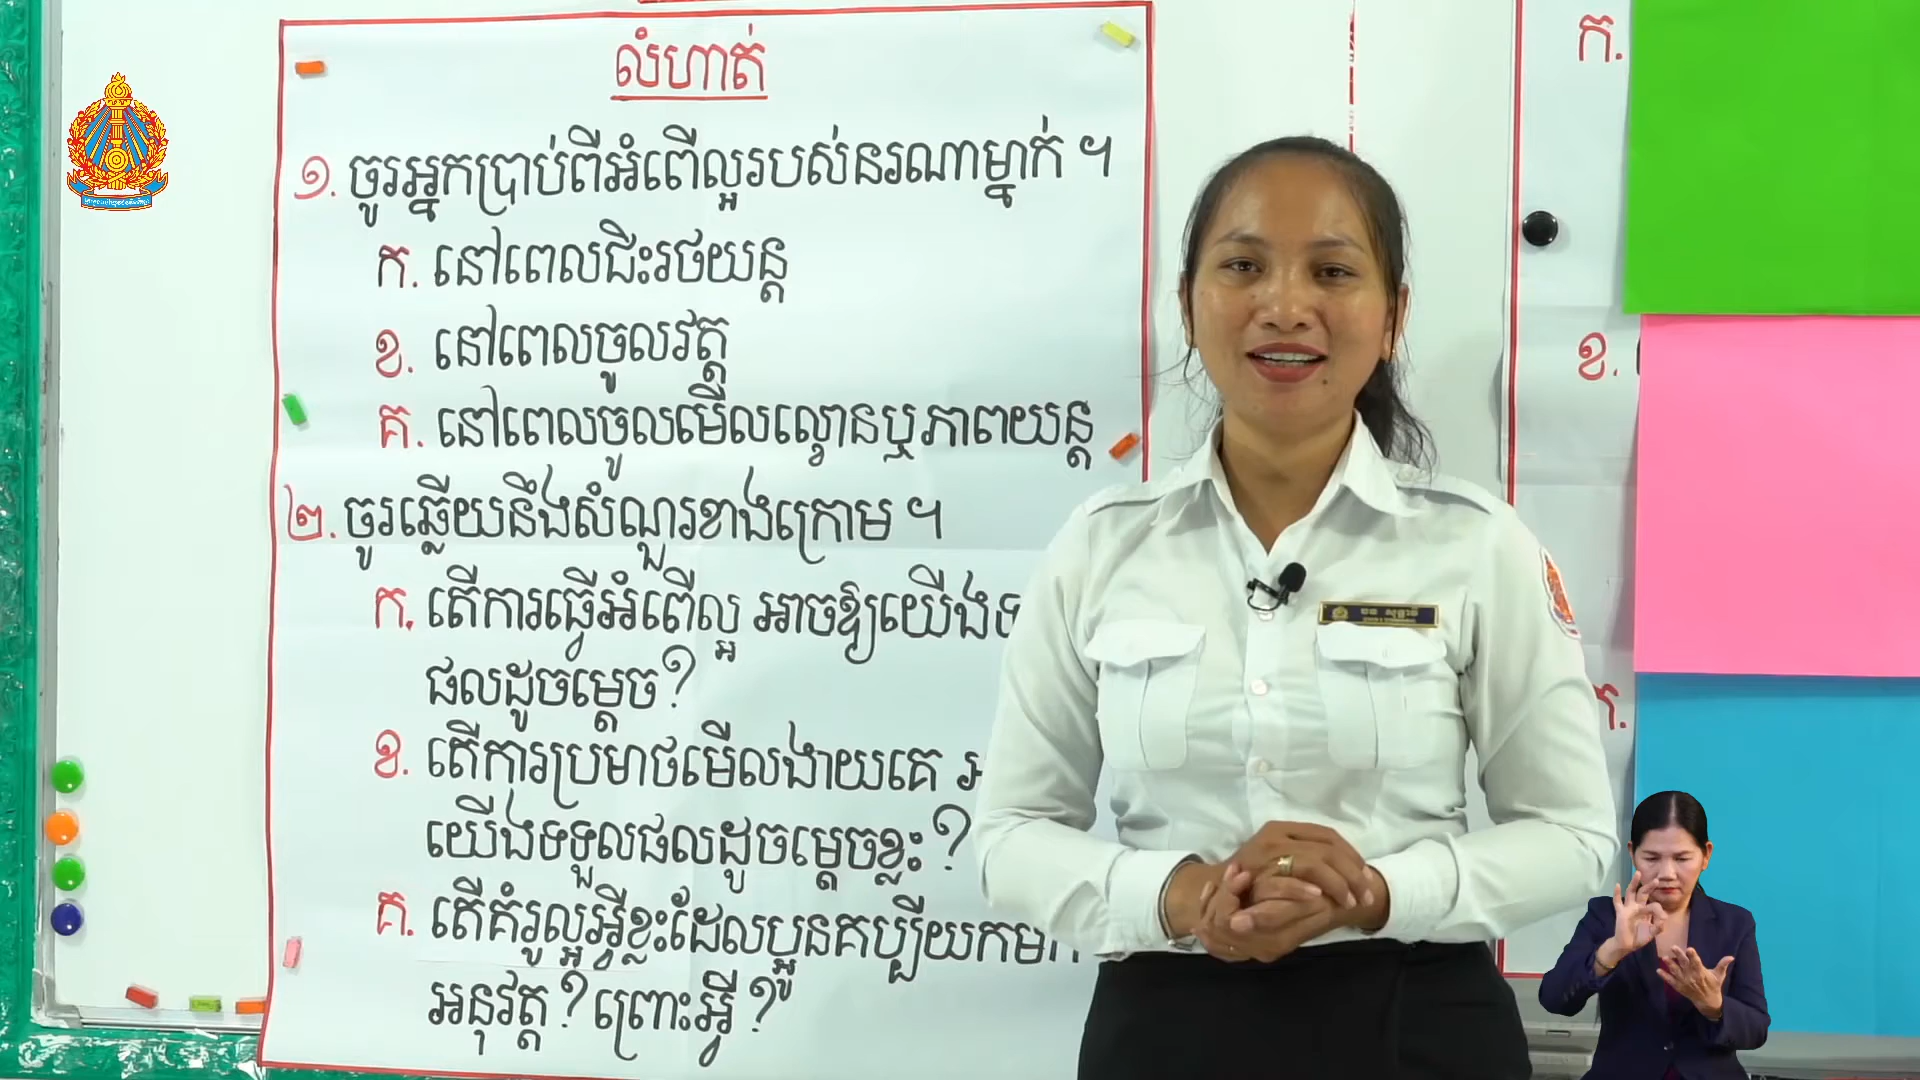 លំហាត់
១. ចូរអ្នកប្រាប់ពីអំពើល្អរបស់នរណាម្នាក់ ។
ក. នៅពេលជិះរថយន្ត
ខ. នៅពេលចូលវត្ត
គ. នៅពេលចូលមើលល្ខោនឬភាពយន្ត
២. ចូរឆ្លើយនឹងសំណួរខាងក្រោម ។
ក. តើការធ្វើអំពើល្អ អាចឱ្យយើងទ
ផលដូចម្ដេច?
ខ. តើការប្រមាថមើលងាយគេ អ
យើងទទួលផលដូចម្ដេចខ្លះ?
គ. តើគំរូល្អអ្វីខ្លះដែលប្អូនគប្បីយកមក
អនុវត្ត? ព្រោះអ្វី?
ក.
ខ.